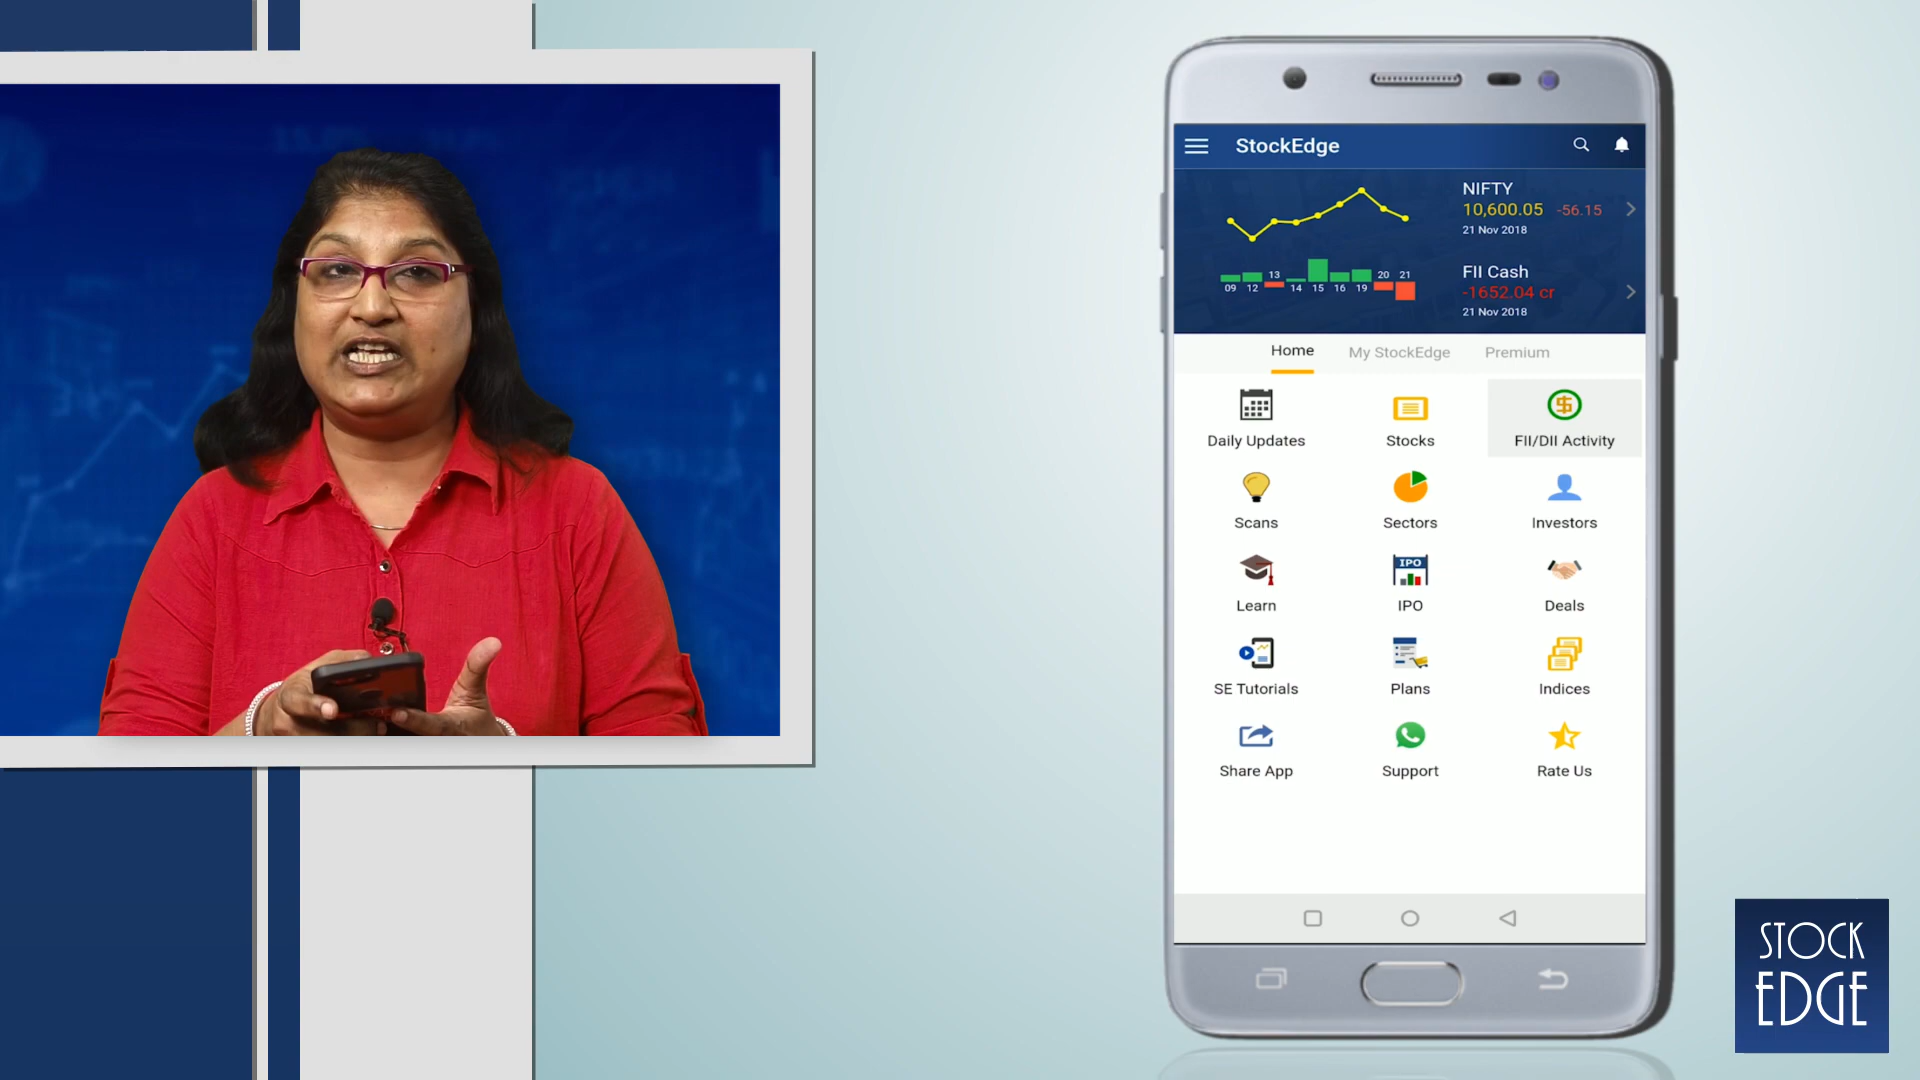 StockEdge
NIFTY
10,600.05 -56.15
21 Nov 2018
FII Cash
-1652.04 cr
21 Nov 2018
09 12 13 14 15 16 19 20 21
Home My StockEdge Premium
Daily Updates Stocks FII/DII Activity
Scans Sectors Investors
IPO
Learn IPO Deals
SE Tutorials Plans Indices
Share App Support Rate Us
STOCK
EDGE